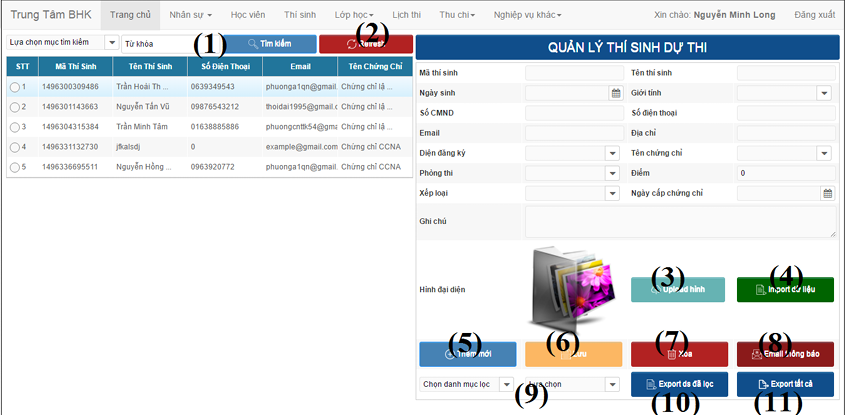 Trung Tâm BHK Trang chủ Nhân sự Học viên Thí sinh Lớp học Lịch thi Thu chi Nghiệp vụ khác Xin chào: Nguyễn Minh Long Đăng xuất
Lựa chọn mục tìm kiếm Từ khóa (1) Tìm kiếm (2)
QUẢN LÝ THÍ SINH DỰ THI
STT Mã Thí Sinh Tên Thí Sinh Số Điện Thoại Email Tên Chứng Chỉ
1 1496300309486 Trần Hoài Th ... 0639349543 phuonga1qn@gmail. Chứng chỉ lậ ...
2 1496301143663 Nguyễn Tấn Vũ 09876543212 thoidai1995@gmail.c Chứng chỉ lậ ...
3 1496304315384 Trần Minh Tâm 01638885886 phuongcnttk54@gma Chứng chỉ lậ ...
4 1496331132730 jfkalsdj 0 example@gmail.com Chứng chỉ CCNA
5 1496336695511 Nguyễn Hồng ... 0963920772 phuonga1qn@gmail. Chứng chỉ CCNA
Mã thí sinh Tên thí sinh
Ngày sinh Giới tính
Số CMND Số điện thoại
Email Địa chỉ
Diện đăng ký Tên chứng chỉ
Phòng thi Điểm 0
Xếp loại Ngày cấp chứng chỉ
Ghi chú
Hình đại diện (3) Upload hình (4) Import dữ liệu
(5) Thêm mới (6) Lưu (7) Xóa (8) Email thông báo
Chọn danh mục lọc (9) Lựa chọn Export ds đã lọc Export tất cả
(10) (11)